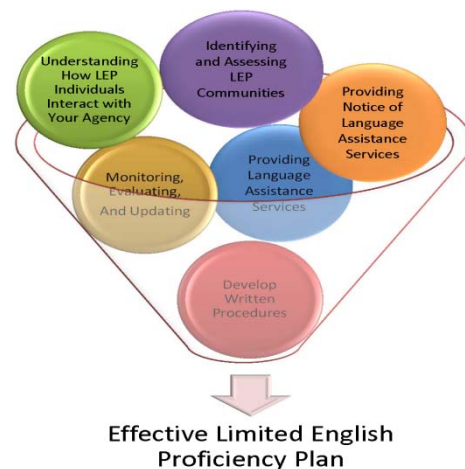 Understanding
How LEP
Individuals
Interact with
Your Agency
Identifying
and Assessing
LEP
Communities
Providing
Notice of
Language
Assistance
Services
Monitoring,
Evaluating,
And Updating
Providing
Language
Assistance
Services
Develop
Written
Procedures
Effective Limited English
Proficiency Plan